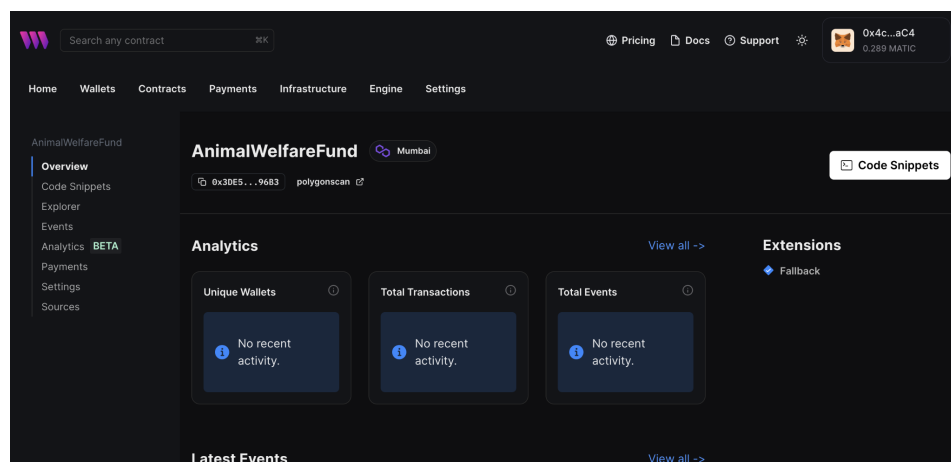 Search any contract ⌘K
Pricing Docs Support
0x4c...aC4
0.289 MATIC
Home Wallets Contracts Payments Infrastructure Engine Settings
AnimalWelfareFund
Overview
Code Snippets
Explorer
Events
Analytics BETA
Payments
Settings
Sources
AnimalWelfareFund Mumbai
0x3DE5...96B3 polygonscan
Code Snippets
Analytics View all ->
Unique Wallets
No recent
activity.
Total Transactions
No recent
activity.
Total Events
No recent
activity.
Extensions
Fallback
Latest Events View all ->